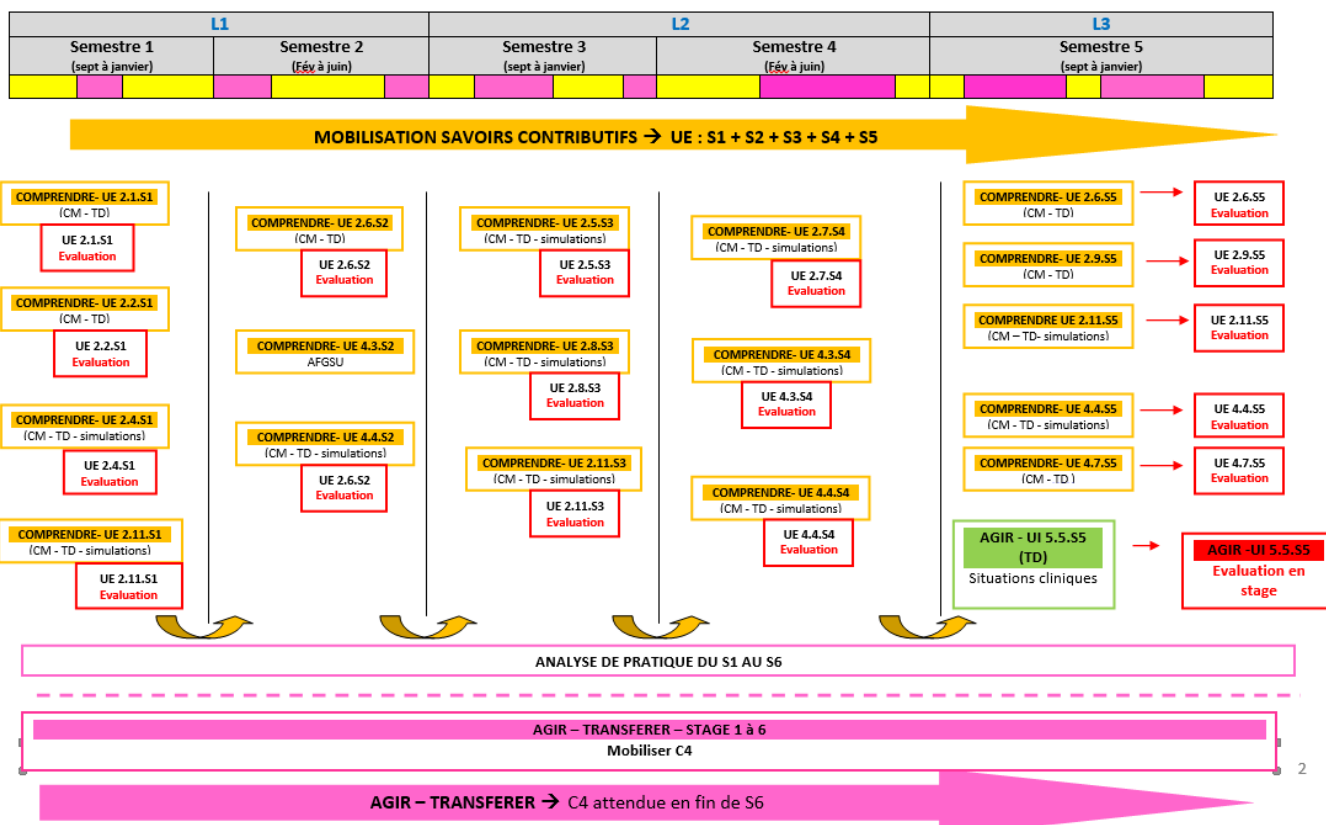 L1
L2
L3
Semestre 1
(sept à janvier)
Semestre 2
(Fév à juin)
Semestre 3
(sept à janvier)
Semestre 4
(Fév à juin)
Semestre 5
(sept à janvier)
MOBILISATION SAVOIRS CONTRIBUTIFS → UE : S1 + S2 + S3 + S4 + S5
COMPRENDRE- UE 2.1.S1
(CM - TD)
UE 2.1.S1
Evaluation
COMPRENDRE- UE 2.2.S1
(CM - TD)
UE 2.2.S1
Evaluation
COMPRENDRE- UE 2.4.S1
(CM - TD - simulations)
UE 2.4.S1
Evaluation
COMPRENDRE- UE 2.11.S1
(CM - TD - simulations)
UE 2.11.S1
Evaluation
COMPRENDRE- UE 2.6.S2
(CM - TD)
UE 2.6.S2
Evaluation
COMPRENDRE- UE 4.3.S2
AFGSU
COMPRENDRE- UE 4.4.S2
(CM - TD - simulations)
UE 2.6.S2
Evaluation
COMPRENDRE- UE 2.5.S3
(CM - TD - simulations)
UE 2.5.S3
Evaluation
COMPRENDRE- UE 2.8.S3
(CM - TD - simulations)
UE 2.8.S3
Evaluation
COMPRENDRE- UE 2.11.S3
(CM - TD - simulations)
UE 2.11.S3
Evaluation
COMPRENDRE- UE 2.7.S4
(CM - TD - simulations)
UE 2.7.S4
Evaluation
COMPRENDRE- UE 4.3.S4
(CM - TD - simulations)
UE 4.3.S4
Evaluation
COMPRENDRE- UE 4.4.S4
(CM - TD - simulations)
UE 4.4.S4
Evaluation
COMPRENDRE- UE 2.6.S5
(CM - TD)
UE 2.6.S5
Evaluation
COMPRENDRE- UE 2.9.S5
(CM - TD)
UE 2.9.S5
Evaluation
COMPRENDRE UE 2.11.S5
(CM – TD- simulations)
UE 2.11.S5
Evaluation
COMPRENDRE- UE 4.4.S5
(CM - TD - simulations)
UE 4.4.S5
Evaluation
COMPRENDRE- UE 4.7.S5
(CM - TD )
UE 4.7.S5
Evaluation
AGIR - UI 5.5.S5
(TD)
Situations cliniques
AGIR -UI 5.5.S5
Evaluation en
stage
ANALYSE DE PRATIQUE DU S1 AU S6
AGIR – TRANSFERER – STAGE 1 à 6
Mobiliser C4
2
AGIR – TRANSFERER → C4 attendue en fin de S6